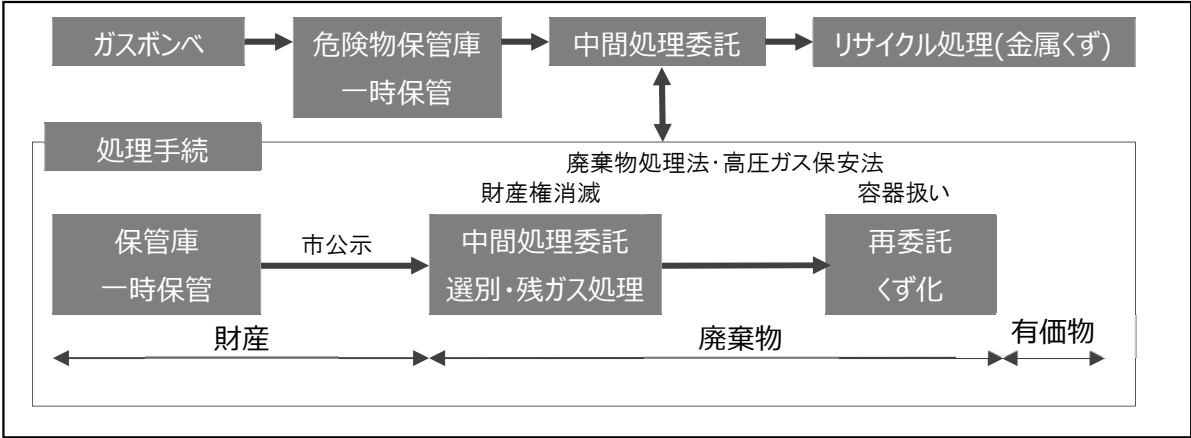 ガスボンベ
危険物保管庫
一時保管
中間処理委託
リサイクル処理(金属くず)
処理手続
廃棄物処理法・高圧ガス保安法
財産権消滅
容器扱い
保管庫
一時保管
市公示
中間処理委託
選別・残ガス処理
再委託
くず化
財産
廃棄物
有価物